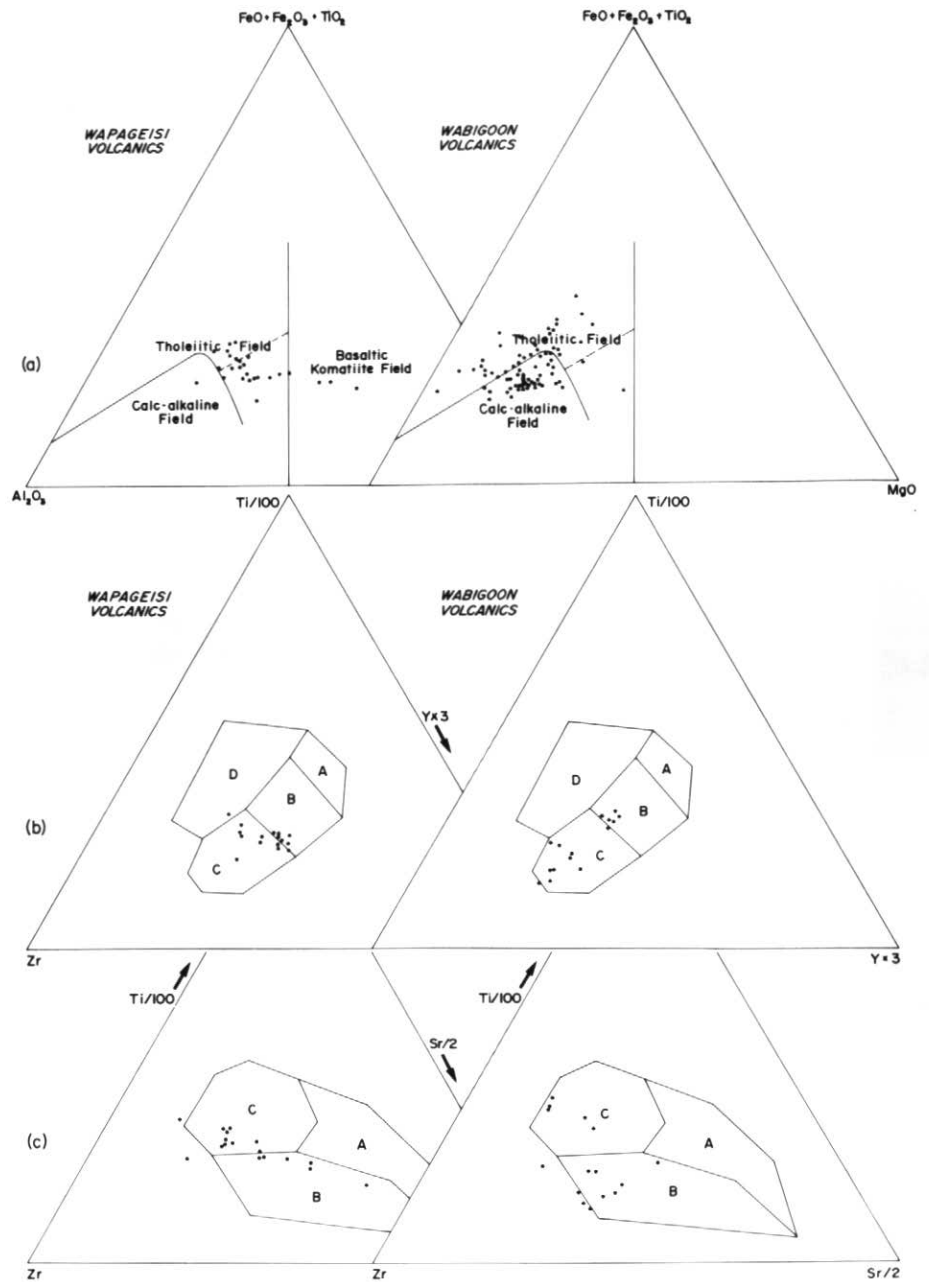 FeO + Fe₂O₃ + TiO₂
FeO + Fe₂O₃ + TiO₂
WAPAGEISI
VOLCANICS
WABIGOON
VOLCANICS
(a)
Tholeiitic Field
Basaltic
Komatiite Field
Calc-alkaline
Field
Tholeiitic Field
Calc-alkaline
Field
Al₂O₃
MgO
Ti/100
Ti/100
WAPAGEISI
VOLCANICS
WABIGOON
VOLCANICS
Y×3
(b)
D
A
B
C
D
A
B
C
Zr
Y×3
Ti/100
Ti/100
Sr/2
(c)
C
A
B
C
A
B
Zr
Zr
Sr/2